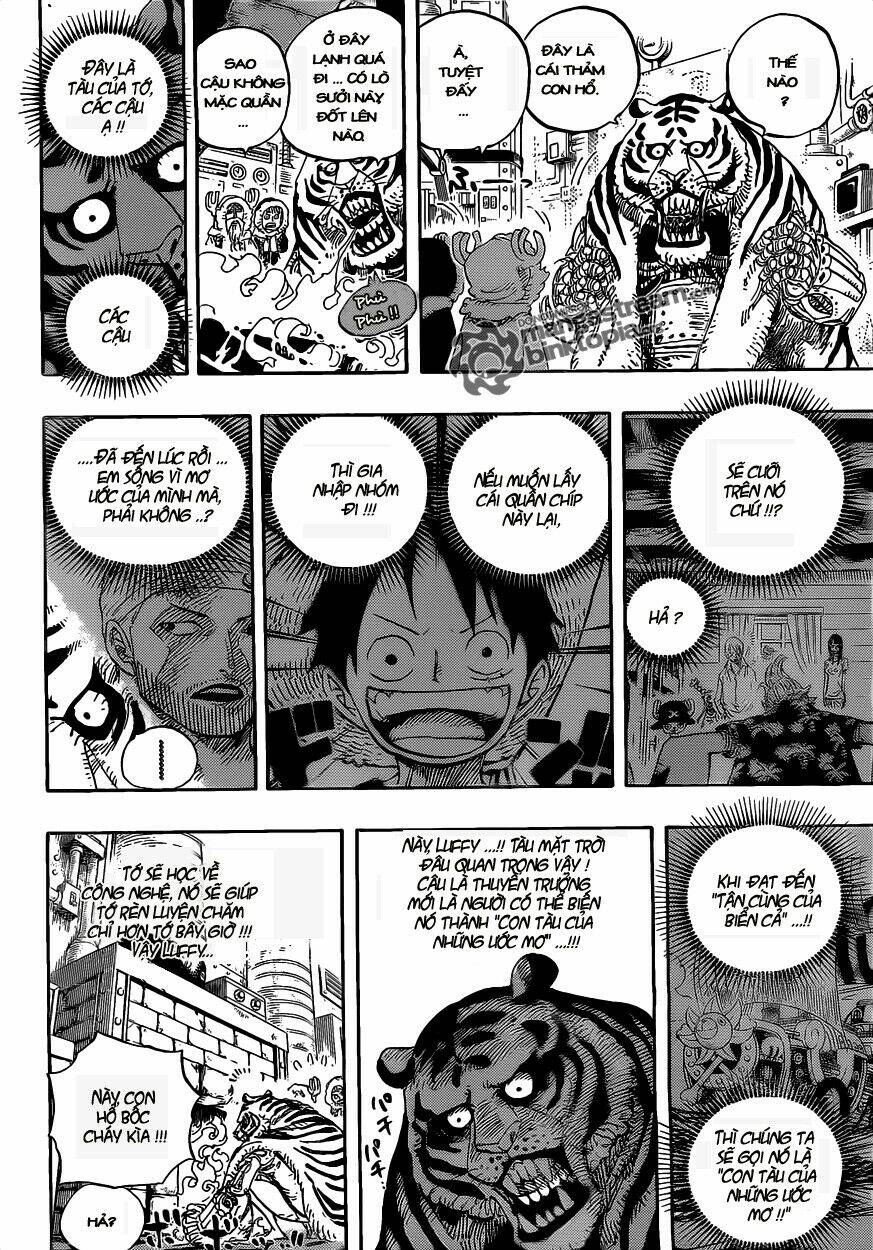 THẾ
NÀO
?
ĐÂY LÀ
CÁI THẢM
CON HỔ.
À,
TUYỆT
ĐẤY ...
Ở ĐÂY
LẠNH QUÁ
ĐI ... CÓ LÒ
SƯỞI NÀY,
ĐỐT LÊN
NÀO.
SAO
CẬU KHÔNG
MẶC QUẦN
...
Phù
Phù !!
ĐÂY LÀ
TÀU CỦA TỚ,
CÁC CẬU
Ạ !!
CÁC
CẬU
mangastream.com
binktopia
SẼ CƯỠI
TRÊN NÓ
CHỨ !!?
HẢ ?
NẾU MUỐN LẤY
CÁI QUẦN CHÍP
NÀY LẠI,
THÌ GIA
NHẬP NHÓM
ĐI !!!
....ĐÃ ĐẾN LÚC RỒI ...
EM SỐNG VÌ MƠ
ƯỚC CỦA MÌNH MÀ,
PHẢI KHÔNG ...?
KHI ĐẠT ĐẾN
"TẬN CÙNG CỦA
BIỂN CẢ" ...!!
THÌ CHÚNG TA
SẼ GỌI NÓ LÀ
"CON TÀU CỦA
NHỮNG ƯỚC
MƠ !!"
NÀY, LUFFY ...!! TÀU MẶT TRỜI
ĐÂU QUAN TRỌNG VẬY !
CẬU LÀ THUYỀN TRƯỞNG
MỚI LÀ NGƯỜI CÓ THỂ BIẾN
NÓ THÀNH "CON TÀU CỦA
NHỮNG ƯỚC MƠ" ...!!!
パチ
パチ
TỚ SẼ HỌC VỀ
CÔNG NGHỆ, NÓ SẼ GIÚP
TỚ RÈN LUYỆN CHĂM
CHỈ HƠN TỚ BÂY GIỜ !!!
VẬY LUFFY...
NÀY CON
HỔ BỐC
CHÁY KÌA !!!
HẢ?